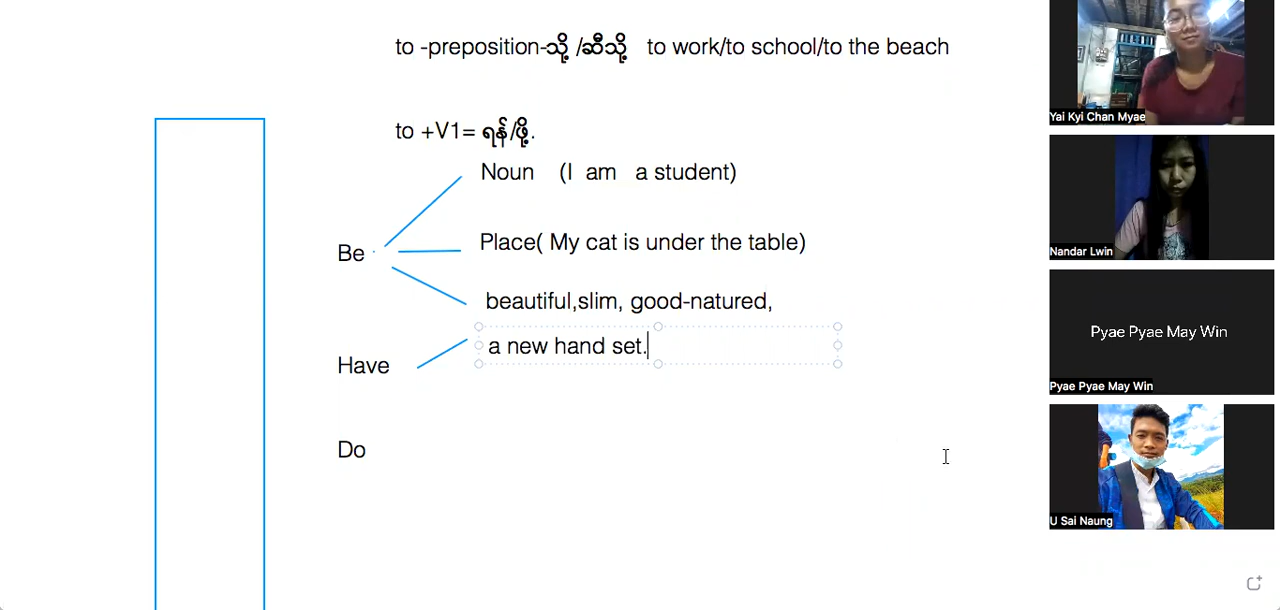 to -preposition-သို့ /ဆီသို့ to work/to school/to the beach
to +V1= ရန်/ဖို့.
Noun (I am a student)
Be
Place( My cat is under the table)
beautiful,slim, good-natured,
Have
a new hand set.
Do
Yai Kyi Chan Myae
Nandar Lwin
Pyae Pyae May Win
Pyae Pyae May Win
U Sai Naung